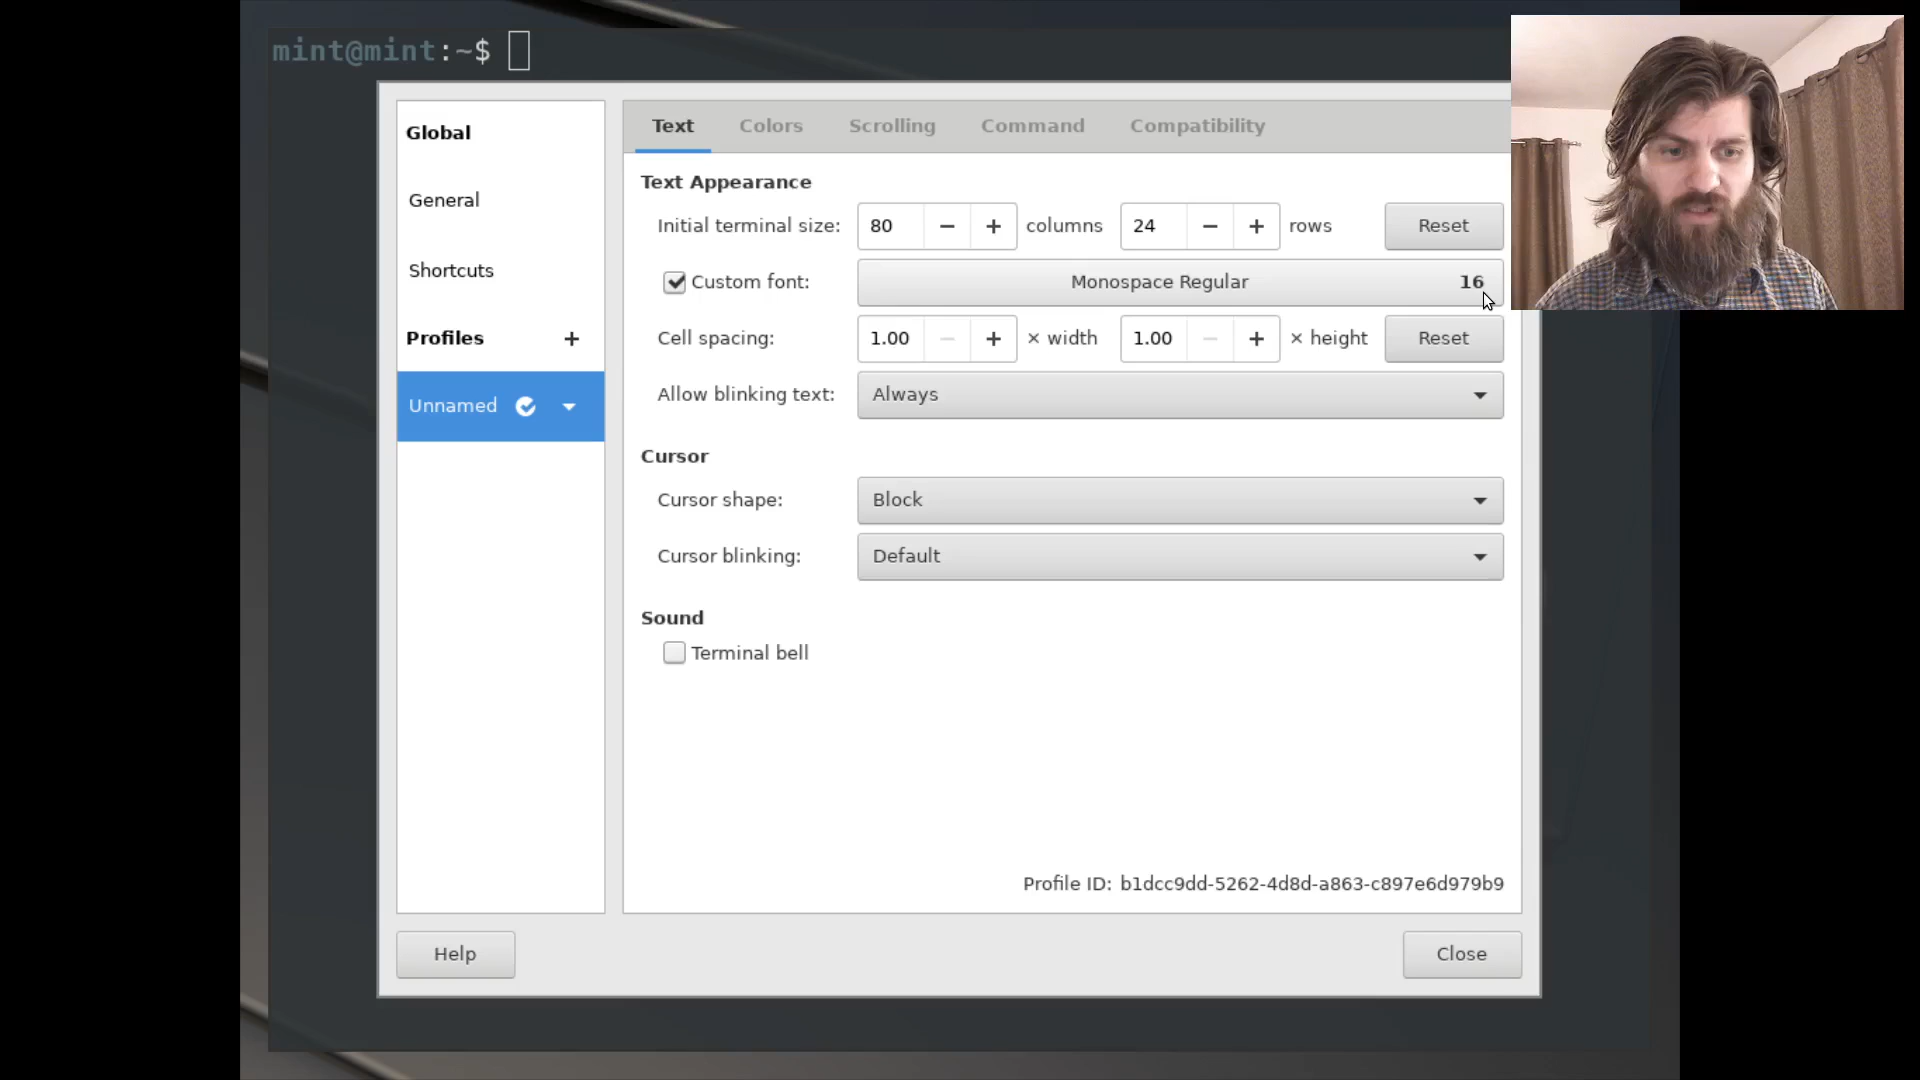 mint@mint:~$
Global
General
Shortcuts
Profiles +
Unnamed
Text Colors Scrolling Command Compatibility
Text Appearance
Initial terminal size: 80 − + columns 24 − + rows Reset
Custom font: Monospace Regular 16
Cell spacing: 1.00 − + × width 1.00 − + × height Reset
Allow blinking text: Always
Cursor
Cursor shape: Block
Cursor blinking: Default
Sound
Terminal bell
Profile ID: b1dcc9dd-5262-4d8d-a863-c897e6d979b9
Help Close